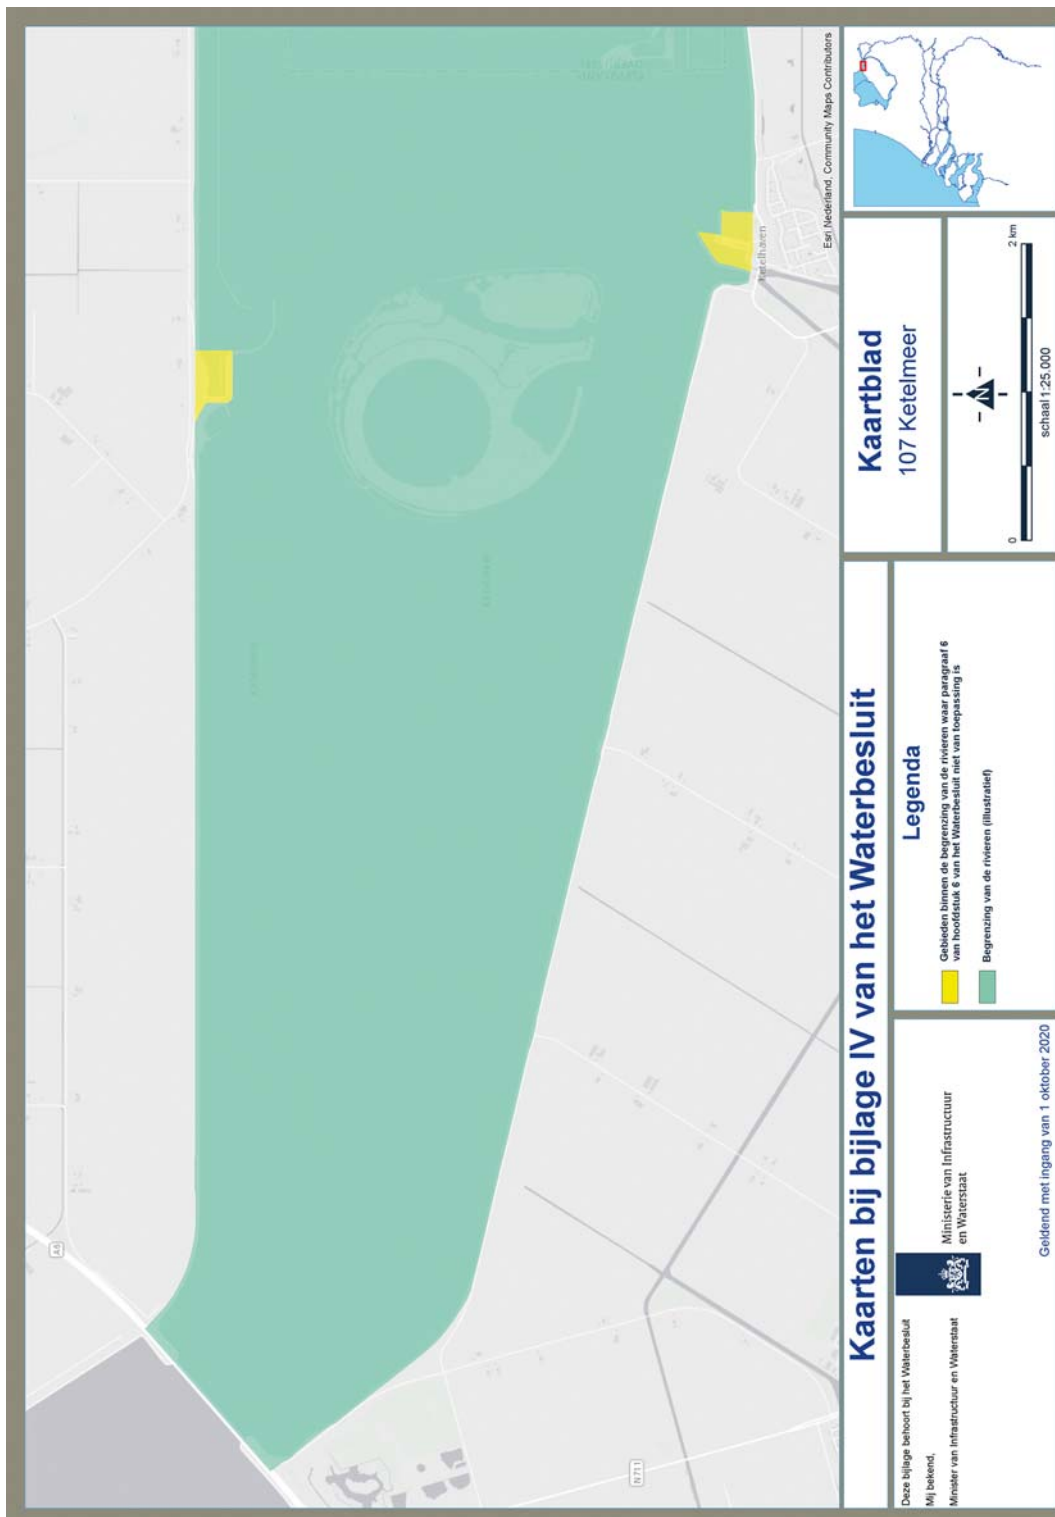 A6
N711
Ketelhaven
Esri Nederland, Community Maps Contributors
Kaarten bij bijlage IV van het Waterbesluit
Deze bijlage behoort bij het Waterbesluit
Mij bekend,
Minister van Infrastructuur en Waterstaat
Ministerie van Infrastructuur
en Waterstaat
Geldend met ingang van 1 oktober 2020
Legenda
Gebieden binnen de begrenzing van de rivieren waar paragraaf 6
van hoofdstuk 6 van het Waterbesluit niet van toepassing is
Begrenzing van de rivieren (illustratief)
Kaartblad
107 Ketelmeer
N
0
2 km
schaal 1:25.000